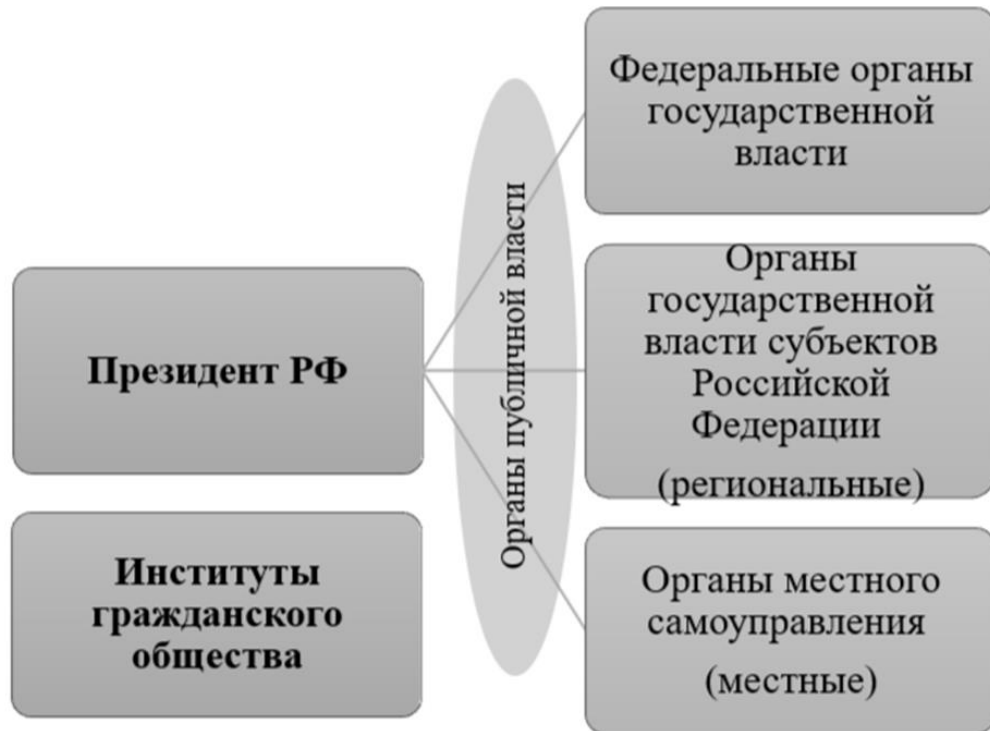 Президент РФ
Институты
гражданского
общества
Органы публичной власти
Федеральные органы
государственной
власти
Органы
государственной
власти субъектов
Российской
Федерации
(региональные)
Органы местного
самоуправления
(местные)